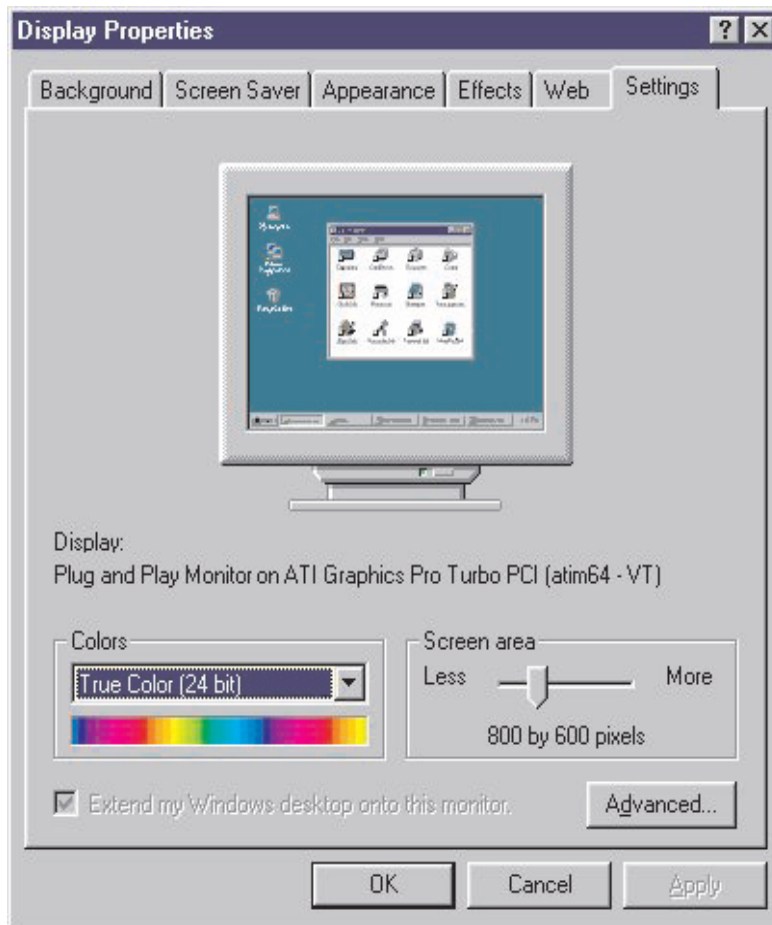 Display Properties
Background Screen Saver Appearance Effects Web Settings
Display:
Plug and Play Monitor on ATI Graphics Pro Turbo PCI (atim64 - VT)
Colors
True Color (24 bit)
Screen area
Less More
800 by 600 pixels
Extend my Windows desktop onto this monitor.
Advanced...
OK Cancel Apply